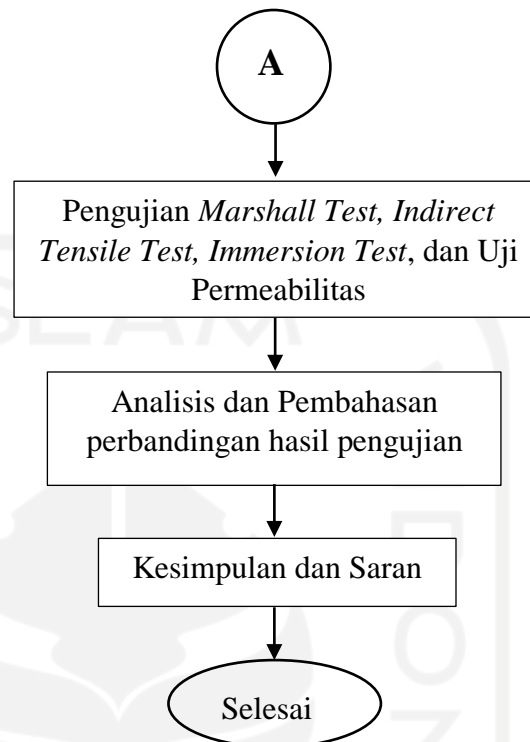 A
Pengujian Marshall Test, Indirect
Tensile Test, Immersion Test, dan Uji
Permeabilitas
Analisis dan Pembahasan
perbandingan hasil pengujian
Kesimpulan dan Saran
Selesai